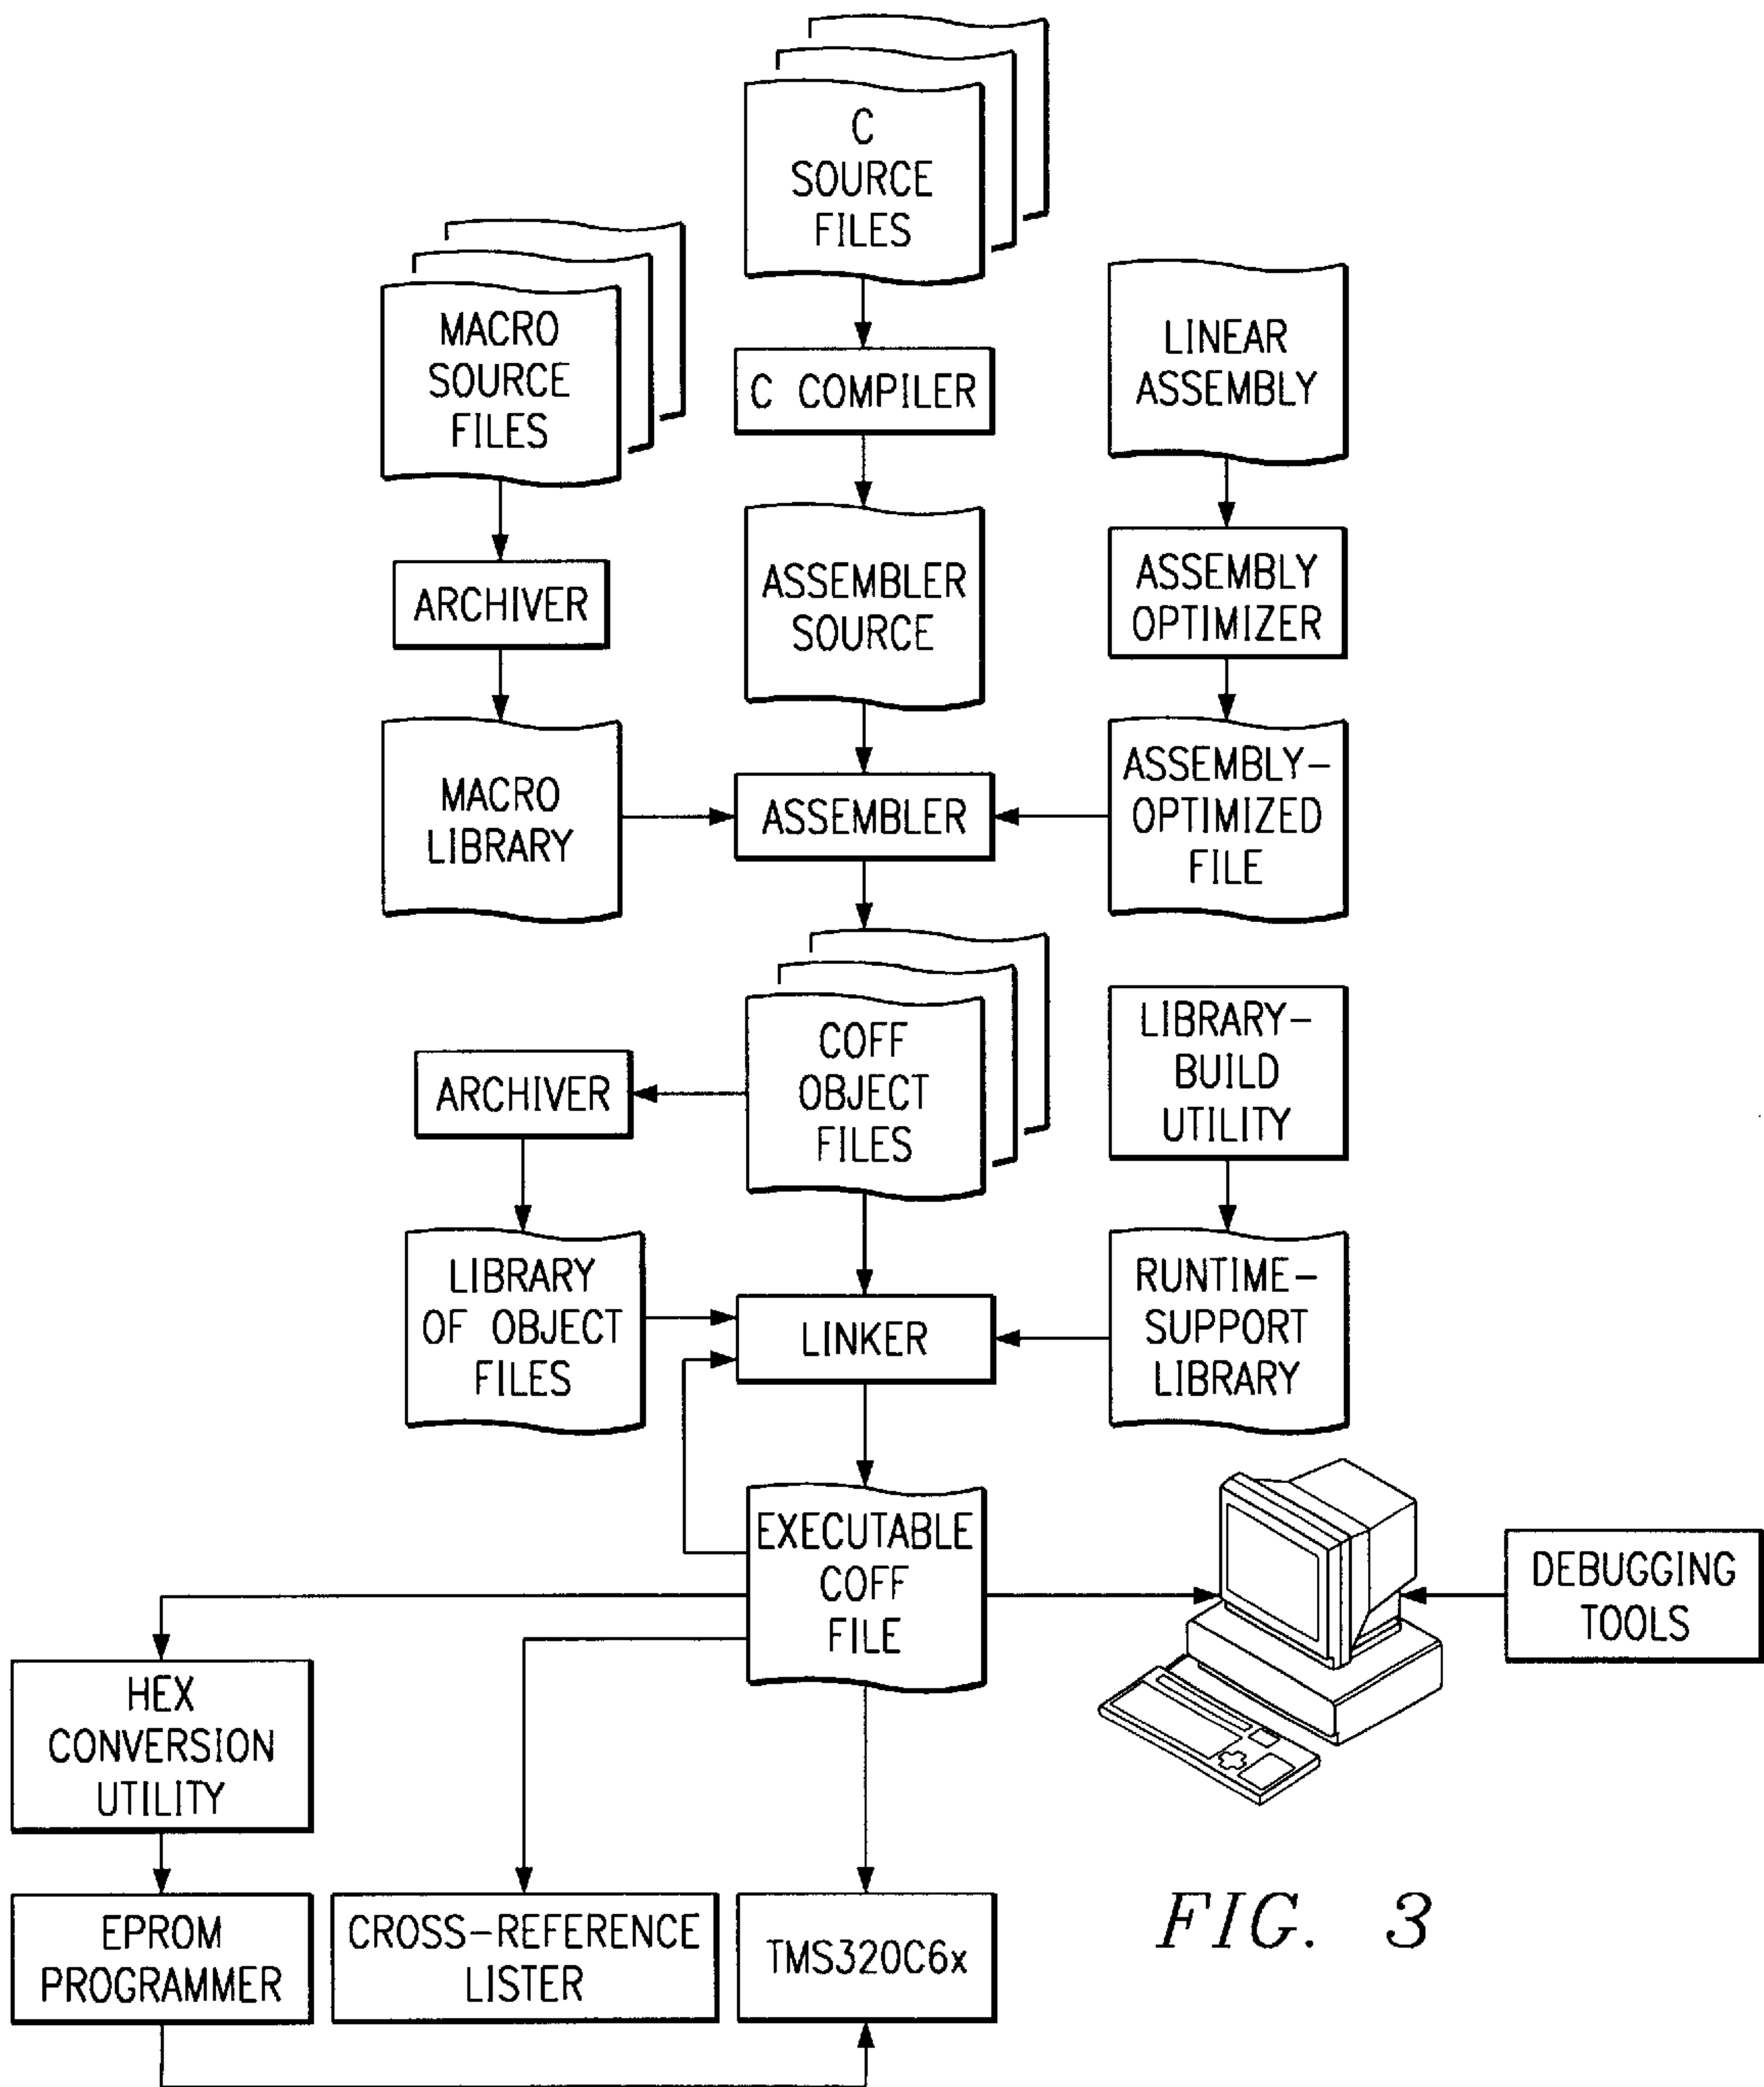 C
SOURCE
FILES
MACRO
SOURCE
FILES
C COMPILER
LINEAR
ASSEMBLY
ARCHIVER
ASSEMBLER
SOURCE
ASSEMBLY
OPTIMIZER
MACRO
LIBRARY
ASSEMBLER
ASSEMBLY-
OPTIMIZED
FILE
ARCHIVER
COFF
OBJECT
FILES
LIBRARY-
BUILD
UTILITY
LIBRARY
OF OBJECT
FILES
LINKER
RUNTIME-
SUPPORT
LIBRARY
EXECUTABLE
COFF
FILE
DEBUGGING
TOOLS
HEX
CONVERSION
UTILITY
EPROM
PROGRAMMER
CROSS-REFERENCE
LISTER
TMS320C6x
FIG. 3